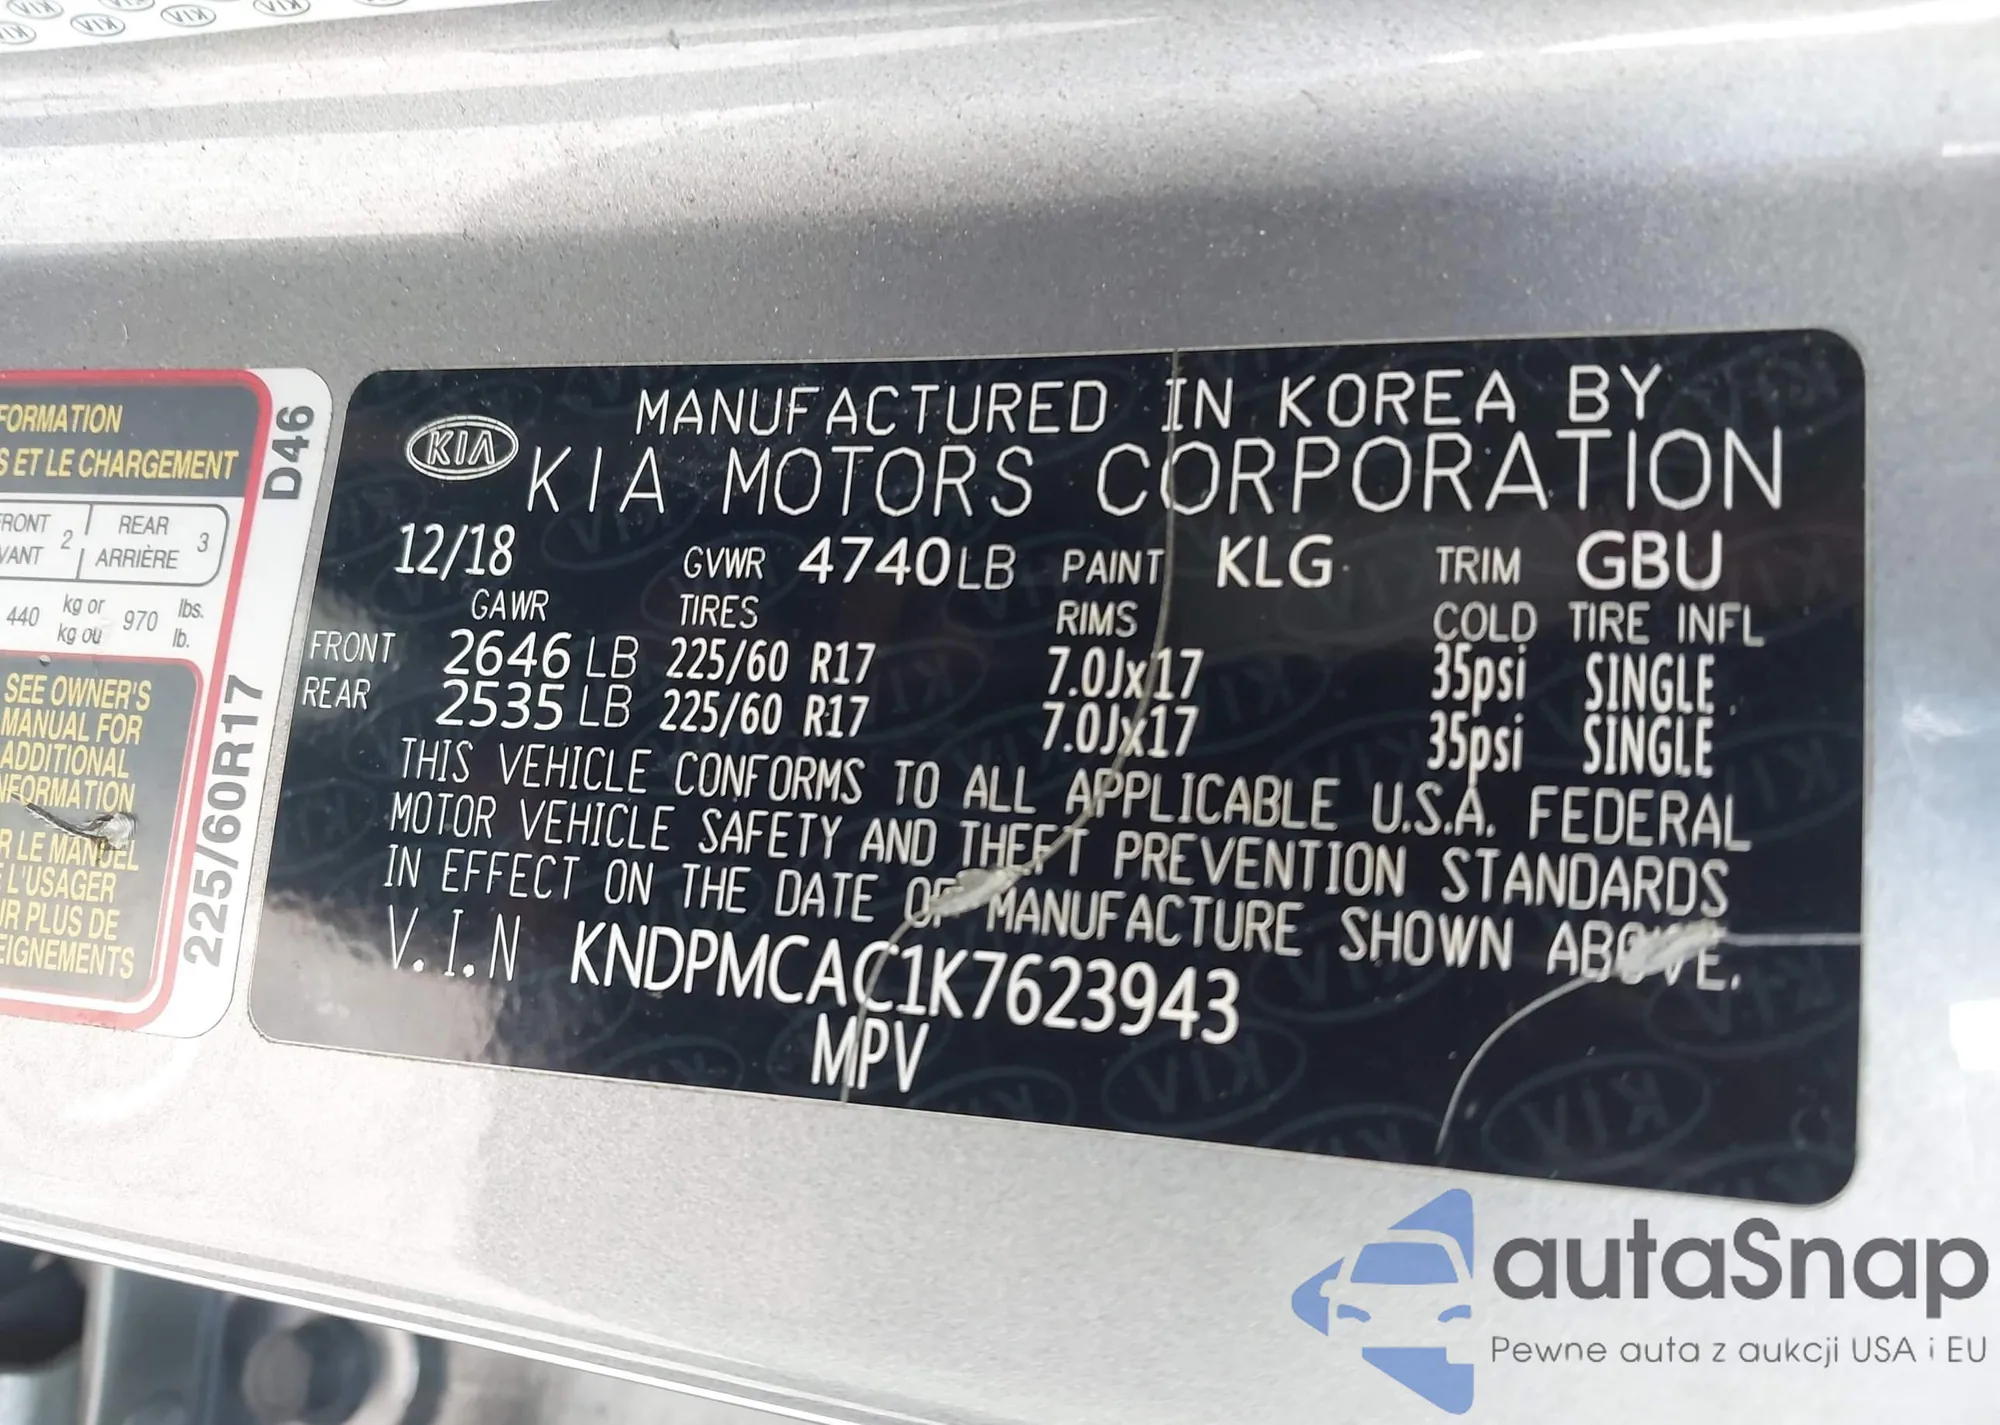 FORMATION
S ET LE CHARGEMENT
D46
FRONT 2 REAR 3
VANT ARRIÈRE
440 kg or 970 lbs.
kg ou lb.
SEE OWNER'S
MANUAL FOR
ADDITIONAL
INFORMATION
R LE MANUEL
L'USAGER
UR PLUS DE
EIGNEMENTS
225/60R17
KIA
MANUFACTURED IN KOREA BY
KIA MOTORS CORPORATION
12/18 GVWR 4740LB PAINT KLG TRIM GBU
GAWR TIRES RIMS COLD TIRE INFL
FRONT 2646 LB 225/60 R17 7.0Jx17 35psi SINGLE
REAR 2535 LB 225/60 R17 7.0Jx17 35psi SINGLE
THIS VEHICLE CONFORMS TO ALL APPLICABLE U.S.A. FEDERAL
MOTOR VEHICLE SAFETY AND THEFT PREVENTION STANDARDS
IN EFFECT ON THE DATE OF MANUFACTURE SHOWN ABOVE.
V.I.N KNDPMCAC1K7623943
MPV
autaSnap
Pewne auta z aukcji USA i EU